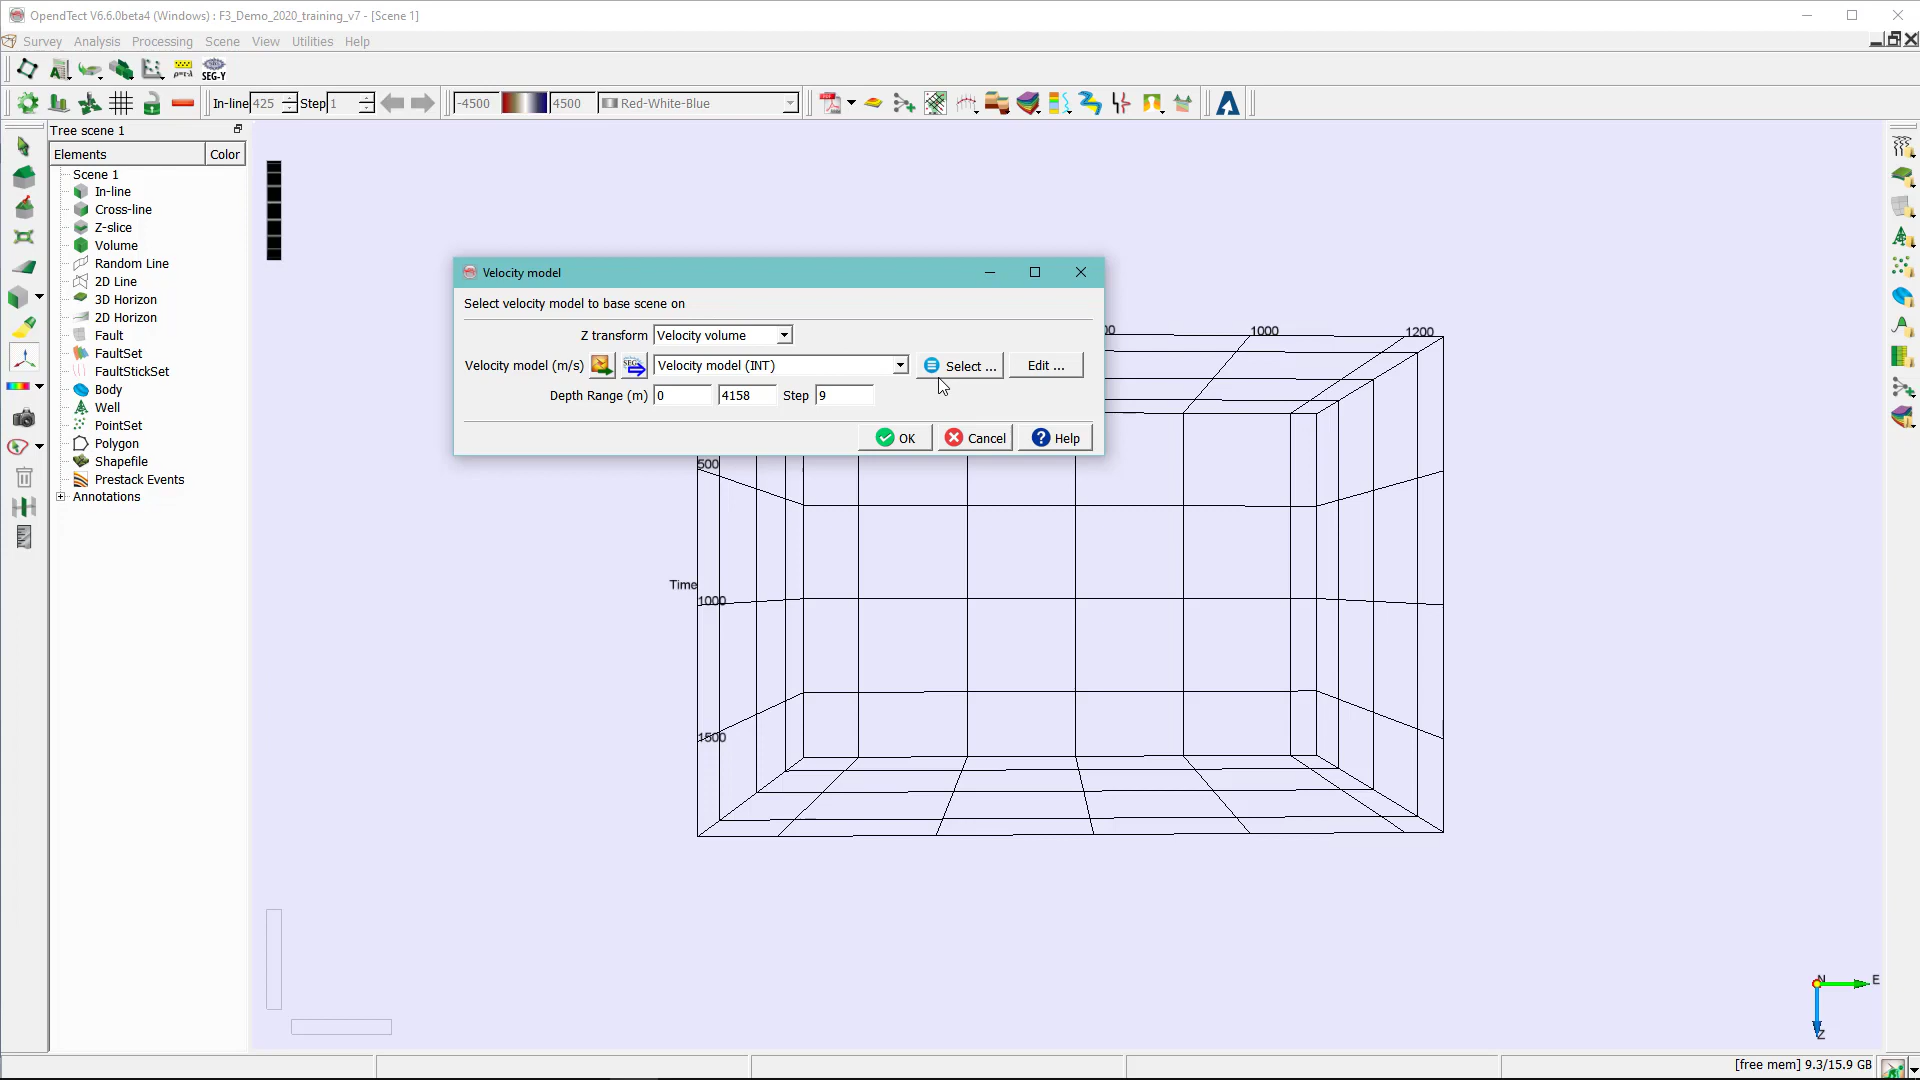 OpendTect V6.6.0beta4 (Windows) : F3_Demo_2020_training_v7 - [Scene 1]
Survey Analysis Processing Scene View Utilities Help
SEG-Y
In-line 425 Step 1 -4500 4500 Red-White-Blue
Tree scene 1
Elements Color
Scene 1
In-line
Cross-line
Z-slice
Volume
Random Line
2D Line
3D Horizon
2D Horizon
Fault
FaultSet
FaultStickSet
Body
Well
PointSet
Polygon
Shapefile
Prestack Events
Annotations
Velocity model
Select velocity model to base scene on
Z transform Velocity volume
Velocity model (m/s) SEG Velocity model (INT) Select ... Edit ...
Depth Range (m) 0 4158 Step 9
OK Cancel Help
1000
1200
500
Time
1000
1500
N
E
Z
[free mem] 9.3/15.9 GB